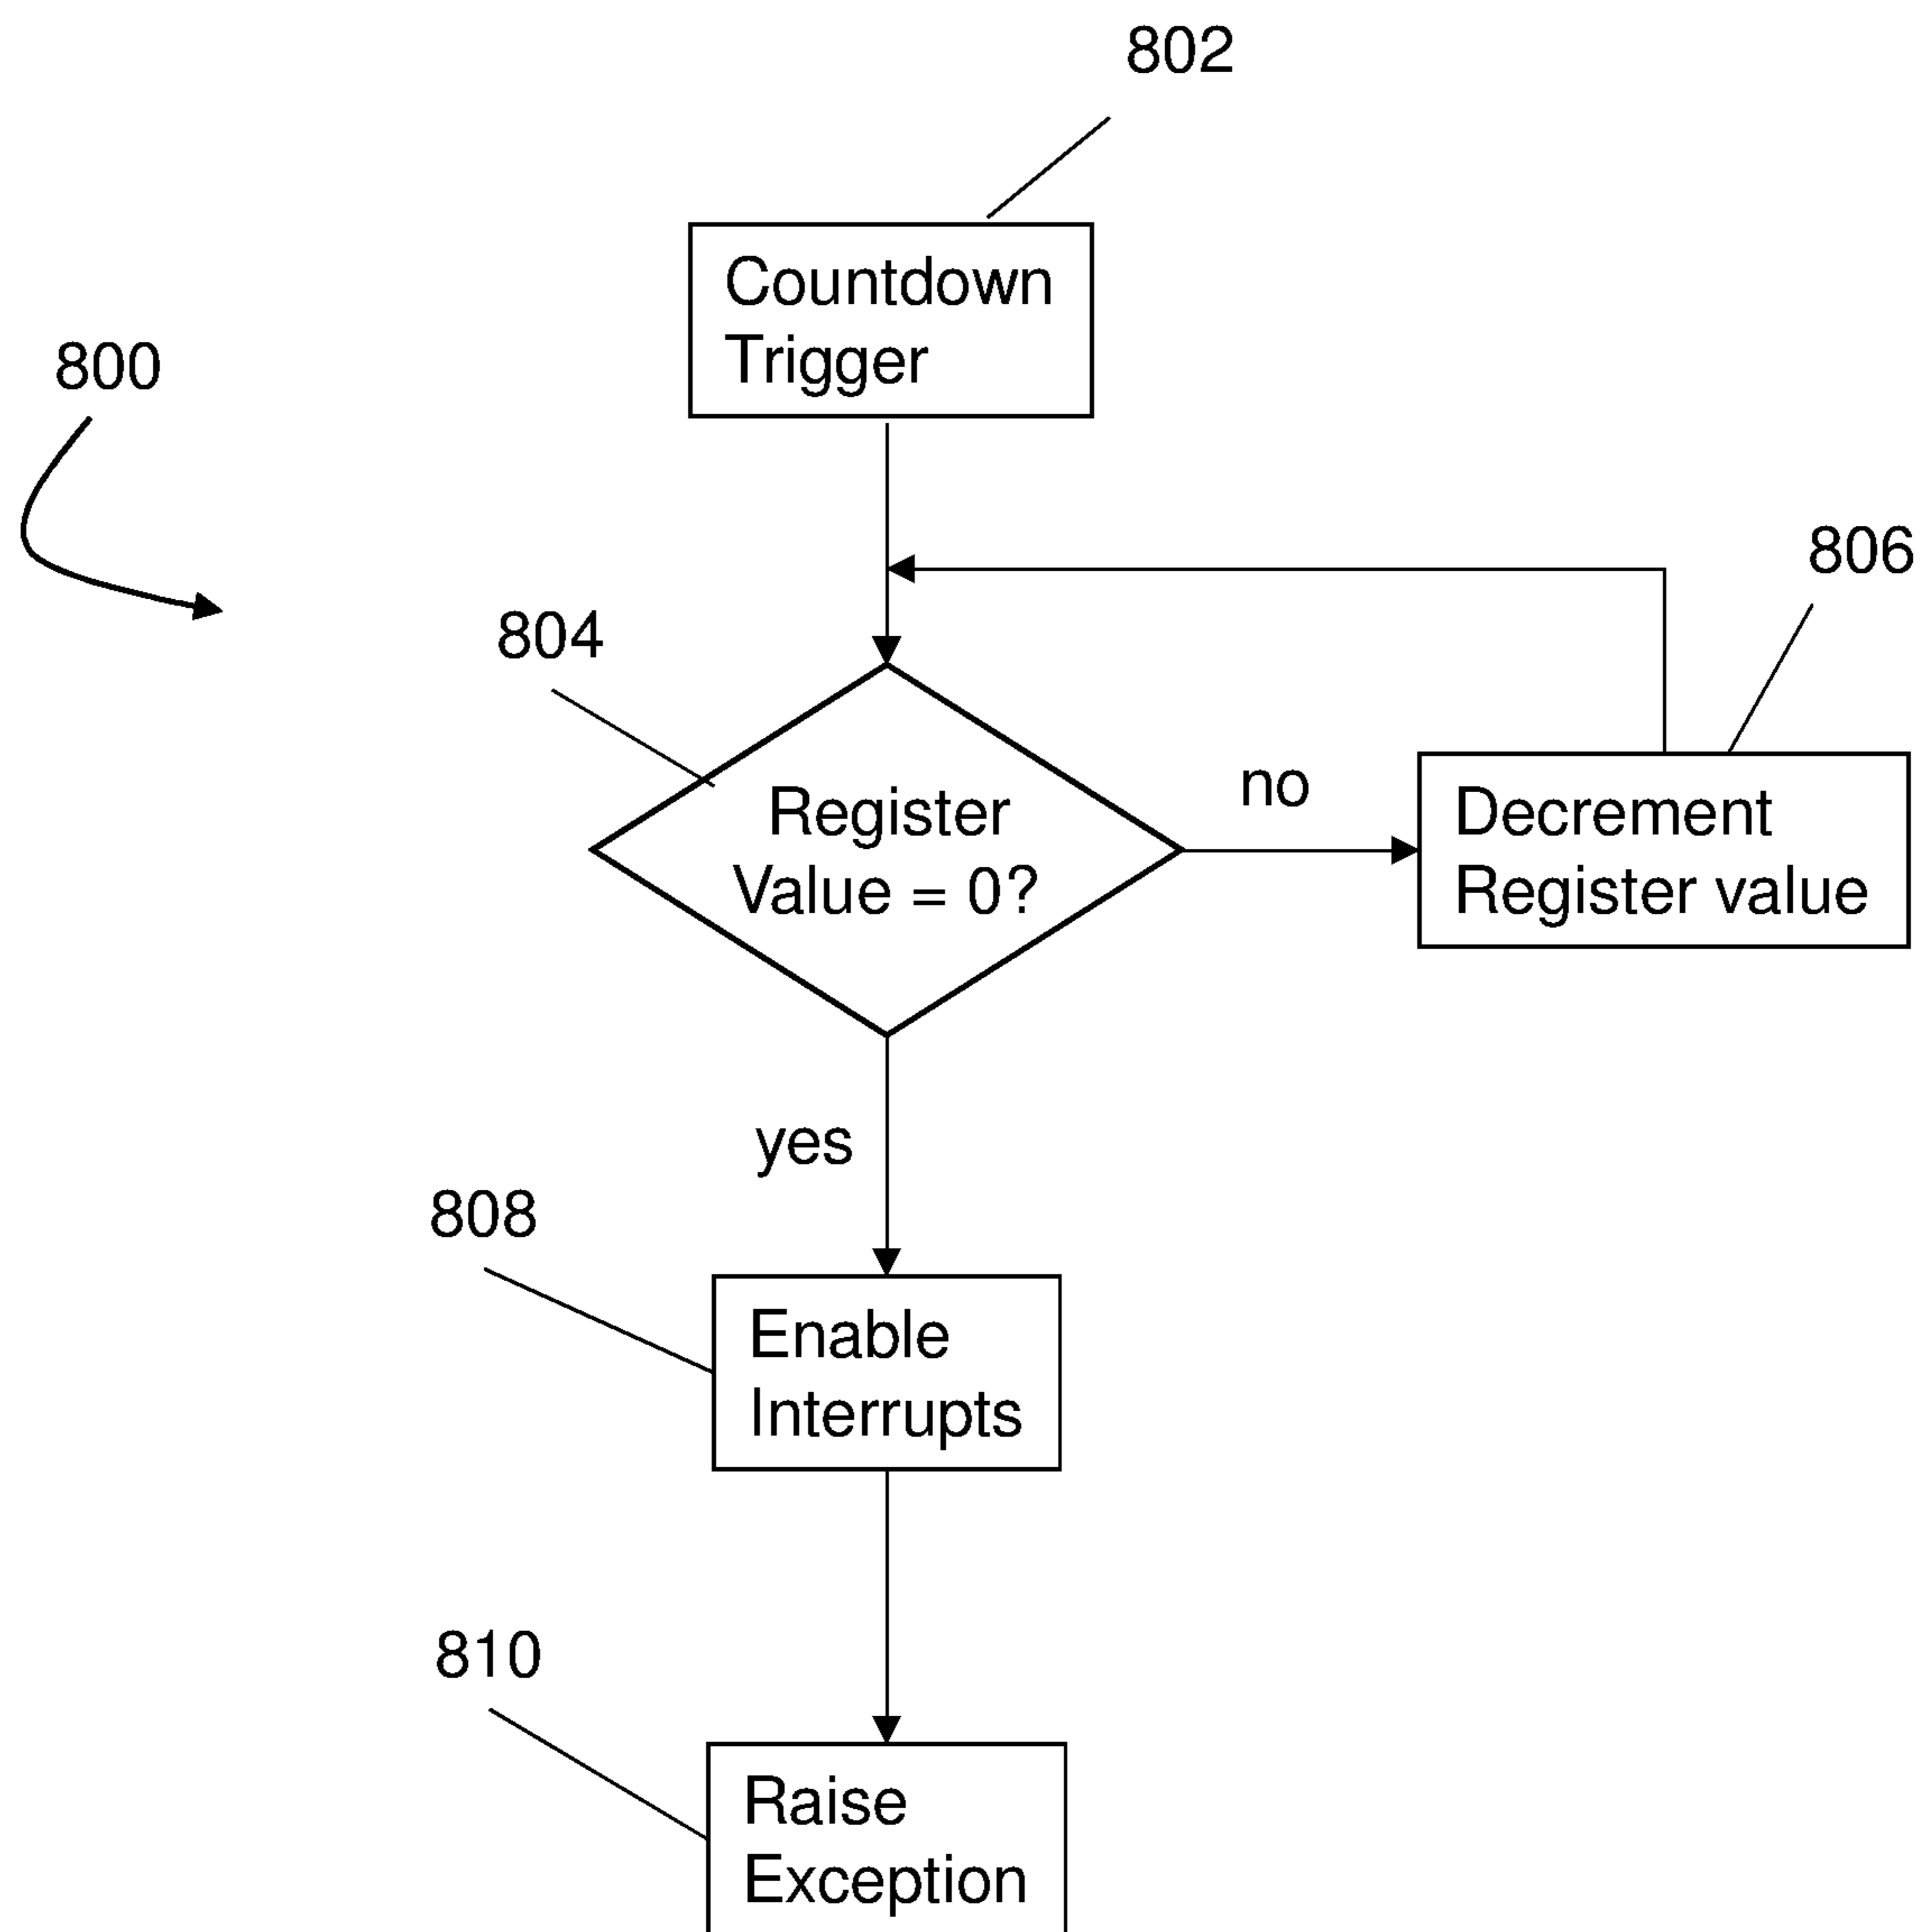 802
Countdown
Trigger
800
806
804
no
Register
Value = 0?
Decrement
Register value
yes
808
Enable
Interrupts
810
Raise
Exception